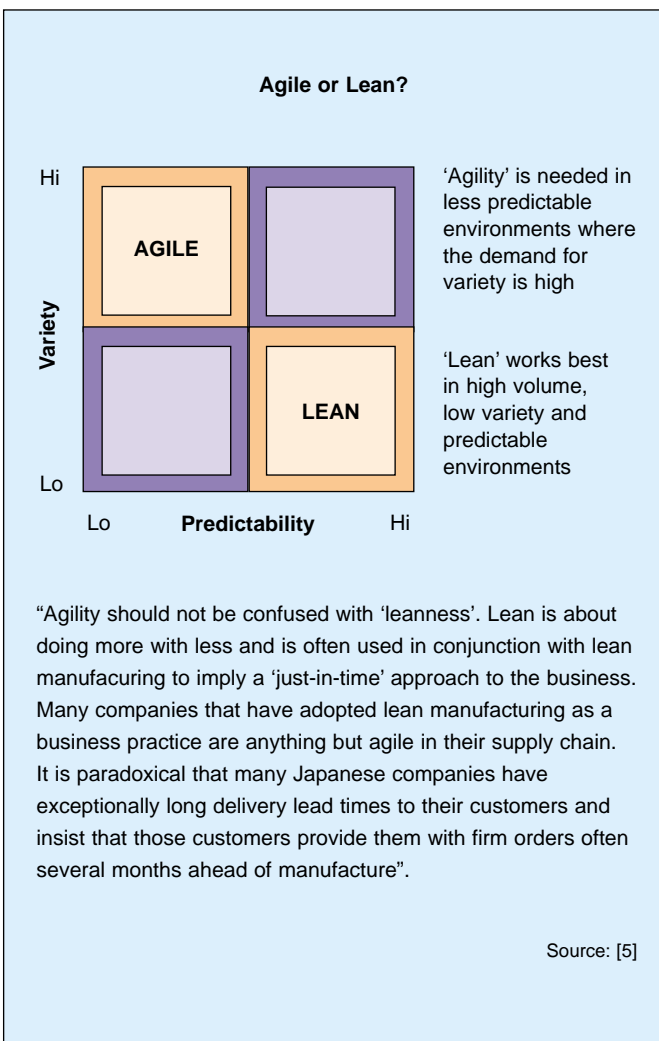 Agile or Lean?
Hi
AGILE
‘Agility’ is needed in
less predictable
environments where
the demand for
variety is high
Variety
LEAN
‘Lean’ works best
in high volume,
low variety and
predictable
environments
Lo
Lo
Predictability
Hi
“Agility should not be confused with ‘leanness’. Lean is about
doing more with less and is often used in conjunction with lean
manufacuring to imply a ‘just-in-time’ approach to the business.
Many companies that have adopted lean manufacturing as a
business practice are anything but agile in their supply chain.
It is paradoxical that many Japanese companies have
exceptionally long delivery lead times to their customers and
insist that those customers provide them with firm orders often
several months ahead of manufacture”.
Source: [5]